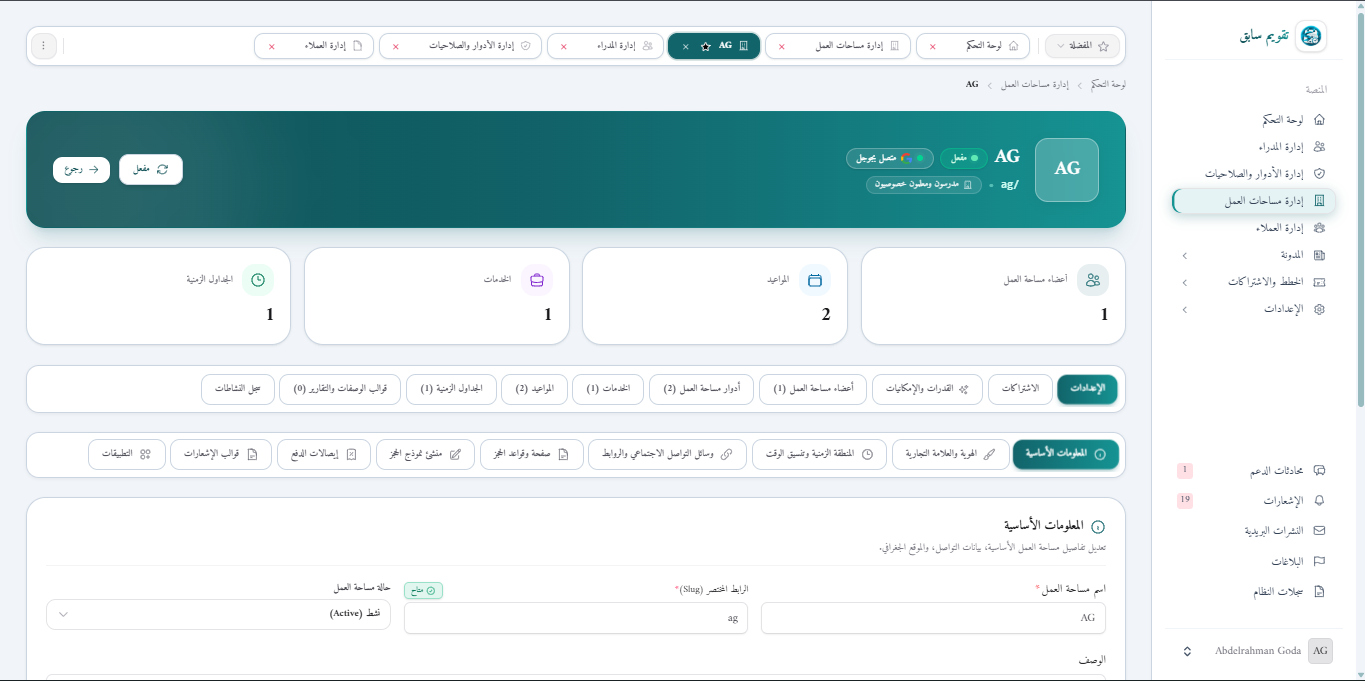 تقويم سابق
المنصة
لوحة التحكم
إدارة المدراء
إدارة الأدوار والصلاحيات
إدارة مساحات العمل
إدارة العملاء
المدونة
الخطط والاشتراكات
الإعدادات
محادثات الدعم 1
الإشعارات 19
النشرات البريدية
البلاغات
سجلات النظام
AG Abdelrahman Goda
المفضلة
لوحة التحكم
إدارة مساحات العمل
AG
إدارة المدراء
إدارة الأدوار والصلاحيات
إدارة العملاء
لوحة التحكم
إدارة مساحات العمل
AG
AG
AG
مفعل
متصل بجوجل
/ag
مدرسون ومعلمون خصوصيون
مفعل
رجوع
أعضاء مساحة العمل
1
المواعيد
2
الخدمات
1
الجداول الزمنية
1
الإعدادات
الاشتراكات
القدرات والإمكانيات
أعضاء مساحة العمل (1)
أدوار مساحة العمل (2)
الخدمات (1)
المواعيد (2)
الجداول الزمنية (1)
قوالب الوصفات والتقارير (0)
سجل النشاطات
المعلومات الأساسية
الهوية والعلامة التجارية
المنطقة الزمنية وتنسيق الوقت
وسائل التواصل الاجتماعي والروابط
صفحة وقواعد الحجز
منشئ نموذج الحجز
إيصالات الدفع
قوالب الإشعارات
التطبيقات
المعلومات الأساسية
تعديل تفاصيل مساحة العمل الأساسية، بيانات التواصل، والموقع الجغرافي.
اسم مساحة العمل *
AG
الرابط المختصر (Slug)*
متاح
ag
حالة مساحة العمل
نشط (Active)
الوصف